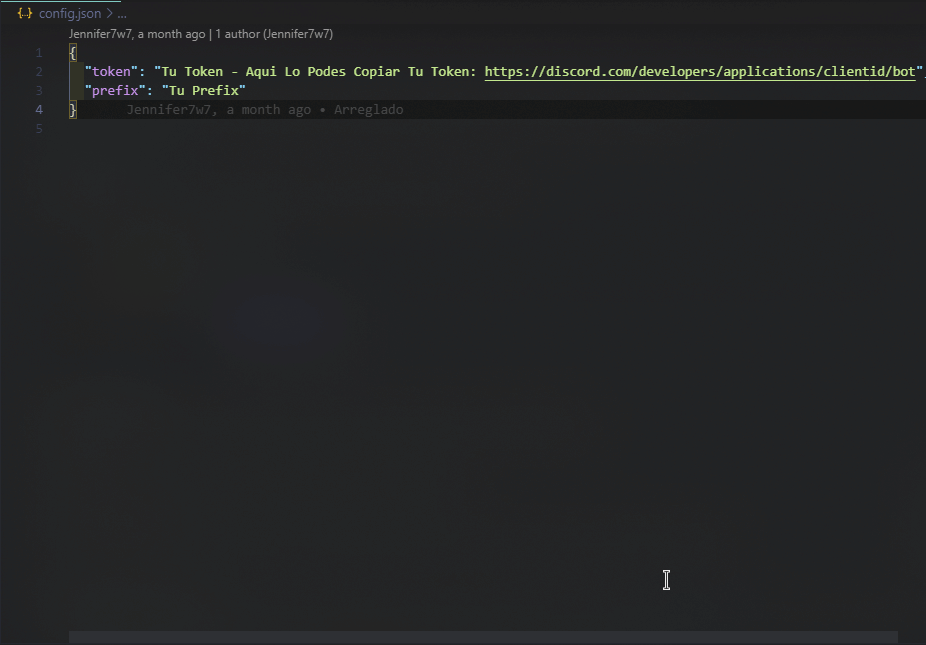 {..} config.json > ...
Jennifer7w7, a month ago | 1 author (Jennifer7w7)
1 {
2 "token": "Tu Token - Aqui Lo Podes Copiar Tu Token: https://discord.com/developers/applications/clientid/bot",
3 "prefix": "Tu Prefix"
4 } Jennifer7w7, a month ago • Arreglado
5